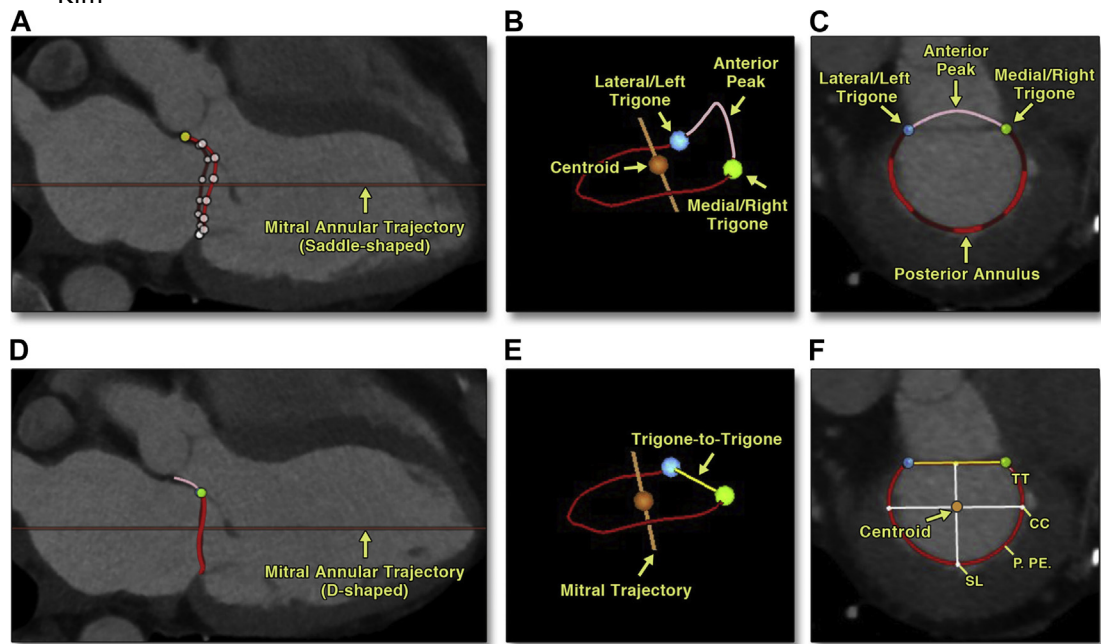 Kim
A
B
C
Mitral Annular Trajectory
(Saddle-shaped)
Lateral/Left
Trigone
Anterior
Peak
Centroid
Medial/Right
Trigone
Anterior
Peak
Lateral/Left
Trigone
Medial/Right
Trigone
Posterior Annulus
D
E
F
Mitral Annular Trajectory
(D-shaped)
Trigone-to-Trigone
Mitral Trajectory
TT
CC
Centroid
P. PE.
SL